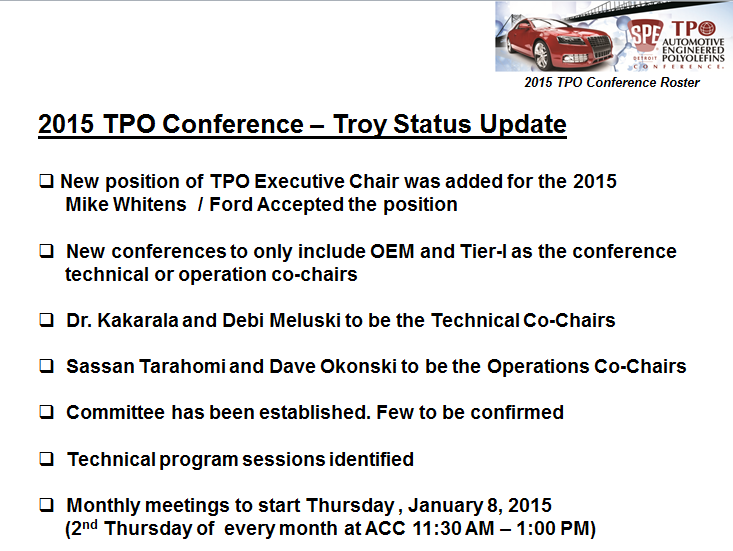 SPE
DETROIT
TPO
AUTOMOTIVE
ENGINEERED
POLYOLEFINS
CONFERENCE
2015 TPO Conference Roster
2015 TPO Conference – Troy Status Update
❑ New position of TPO Executive Chair was added for the 2015
Mike Whitens / Ford Accepted the position
❑ New conferences to only include OEM and Tier-I as the conference
technical or operation co-chairs
❑ Dr. Kakarala and Debi Meluski to be the Technical Co-Chairs
❑ Sassan Tarahomi and Dave Okonski to be the Operations Co-Chairs
❑ Committee has been established. Few to be confirmed
❑ Technical program sessions identified
❑ Monthly meetings to start Thursday , January 8, 2015
(2nd Thursday of every month at ACC 11:30 AM – 1:00 PM)